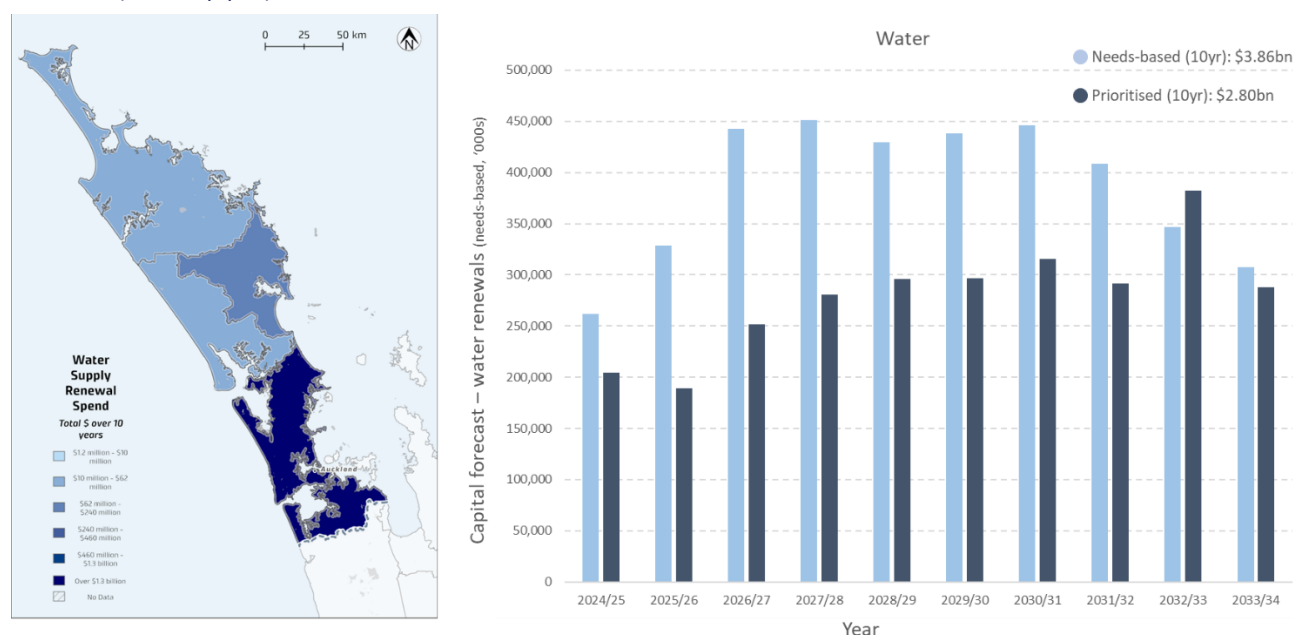 0 25 50 km
N
Auckland
Water
Supply
Renewal
Spend
Total $ over 10
years
$1.2 million - $10
million
$10 million - $62
million
$62 million -
$240 million
$240 million -
$460 million
$460 million -
$1.3 billion
Over $1.3 billion
No Data
Water
Needs-based (10yr): $3.86bn
Prioritised (10yr): $2.80bn
Capital forecast – water renewals (needs-based, '000s)
500,000
450,000
400,000
350,000
300,000
250,000
200,000
150,000
100,000
50,000
0
2024/25 2025/26 2026/27 2027/28 2028/29 2029/30 2030/31 2031/32 2032/33 2033/34
Year